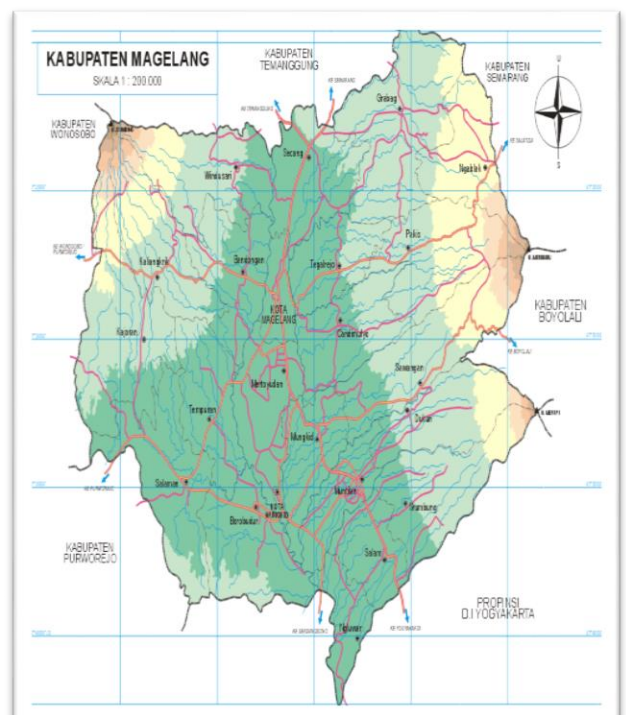 KABUPATEN MAGELANG
SKALA 1 : 200.000
KABUPATEN
TEMANGGUNG
KABUPATEN
SEMARANG
KABUPATEN
WONOSOBO
U
S
Grabag
Secang
Windusari
Ngablak
Pakis
Kaliangkrik
Bandongan
Tegalrejo
KOTA
MAGELANG
KABUPATEN
BOYOLALI
Candimulyo
Kajoran
Mertoyudan
Sawangan
Tempuran
Dukun
Mungkid
Salaman
Muntilan
Borobudur
KOTA
Srumbung
KABUPATEN
PURWOREJO
Salam
PROPINSI
D.I YOGYAKARTA
Ngluwar